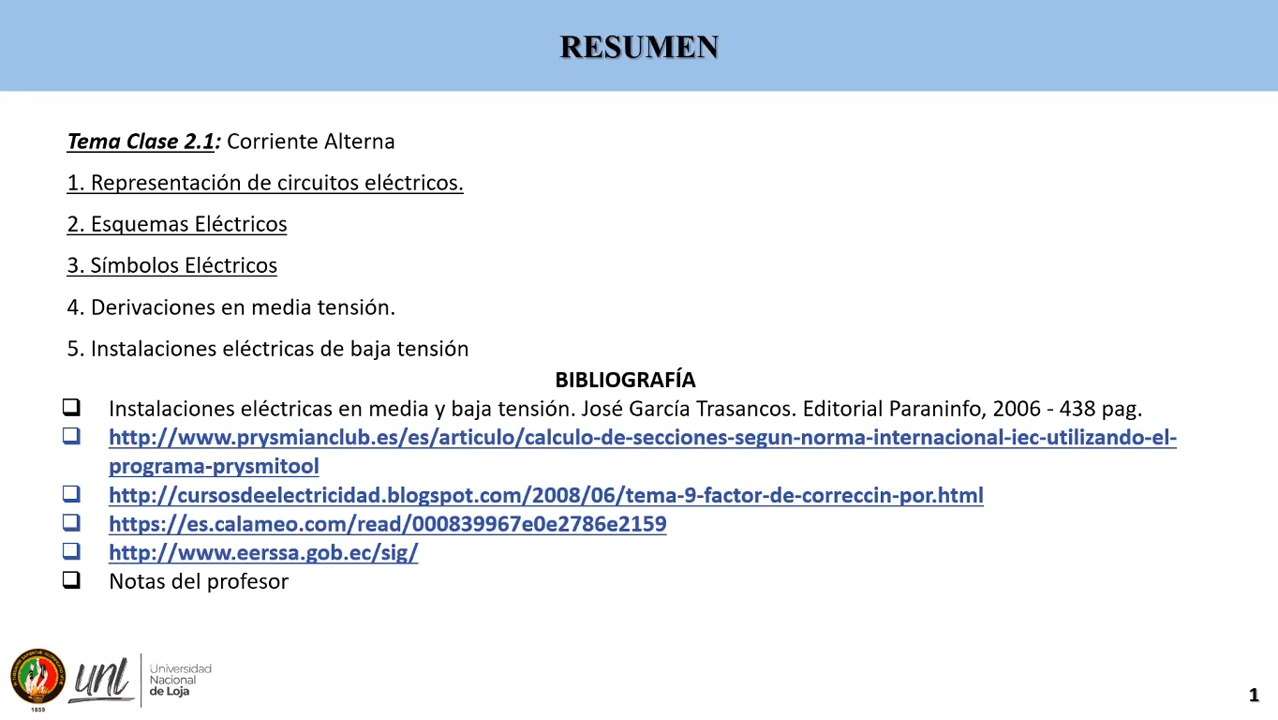 RESUMEN
Tema Clase 2.1: Corriente Alterna
1. Representación de circuitos eléctricos.
2. Esquemas Eléctricos
3. Símbolos Eléctricos
4. Derivaciones en media tensión.
5. Instalaciones eléctricas de baja tensión
BIBLIOGRAFÍA
❑ Instalaciones eléctricas en media y baja tensión. José García Trasancos. Editorial Paraninfo, 2006 - 438 pag.
❑ http://www.prysmianclub.es/es/articulo/calculo-de-secciones-segun-norma-internacional-iec-utilizando-el-
programa-prysmitool
❑ http://cursosdeelectricidad.blogspot.com/2008/06/tema-9-factor-de-correccin-por.html
❑ https://es.calameo.com/read/000839967e0e2786e2159
❑ http://www.eerssa.gob.ec/sig/
❑ Notas del profesor
1859
unl
Universidad
Nacional
de Loja
1